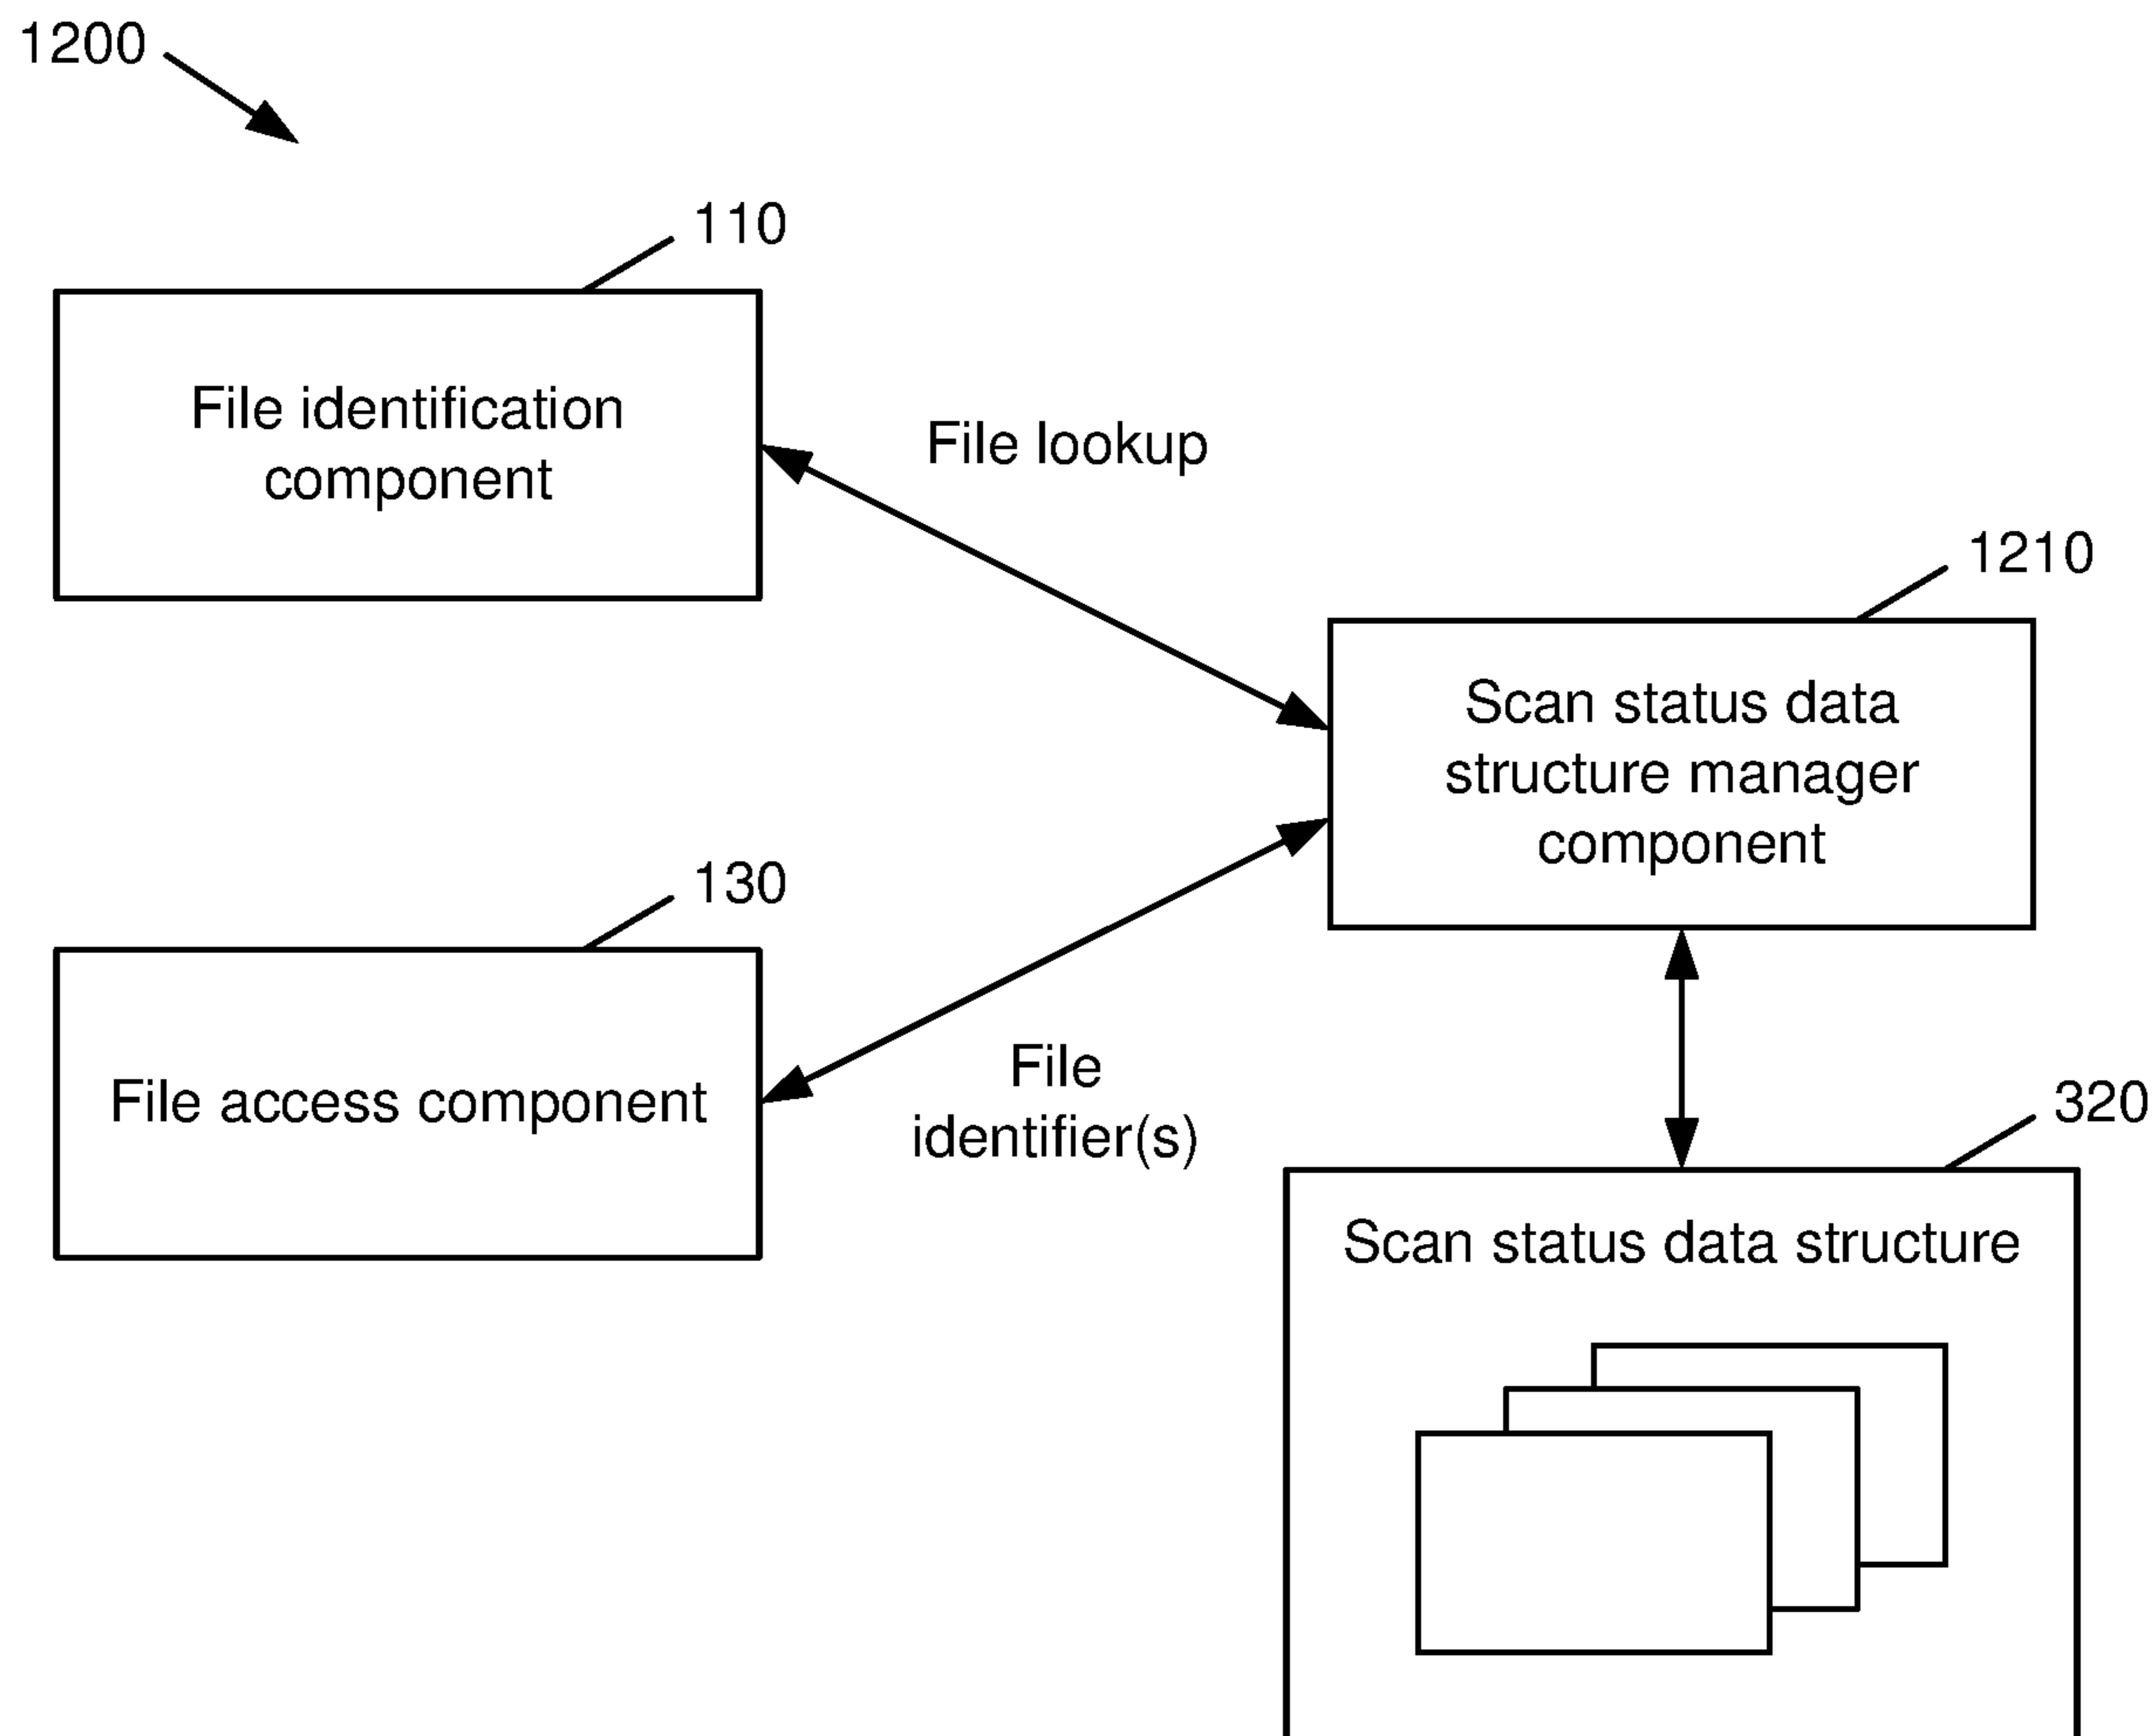 1200
110
File identification
component
File lookup
1210
Scan status data
structure manager
component
130
File access component
File
identifier(s)
320
Scan status data structure